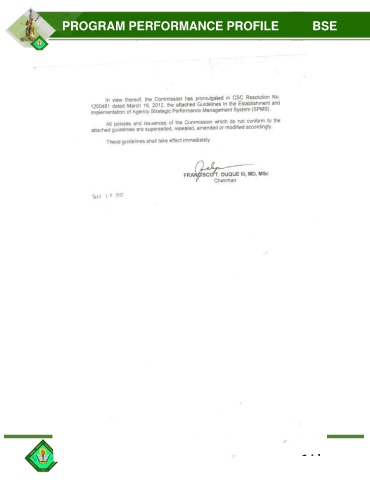 PROGRAM PERFORMANCE PROFILE BSE
In view thereof, the Commission has promulgated in CSC Resolution No.
1200481 dated March 16, 2012, the attached Guidelines in the Establishment and
Implementation of Agency Strategic Performance Management System (SPMS).
All policies and issuances of the Commission which do not conform to the
attached guidelines are superseded, repealed, amended or modified accordingly.
These guidelines shall take effect immediately.
FRANCISCO T. DUQUE III, MD, MSc
Chairman